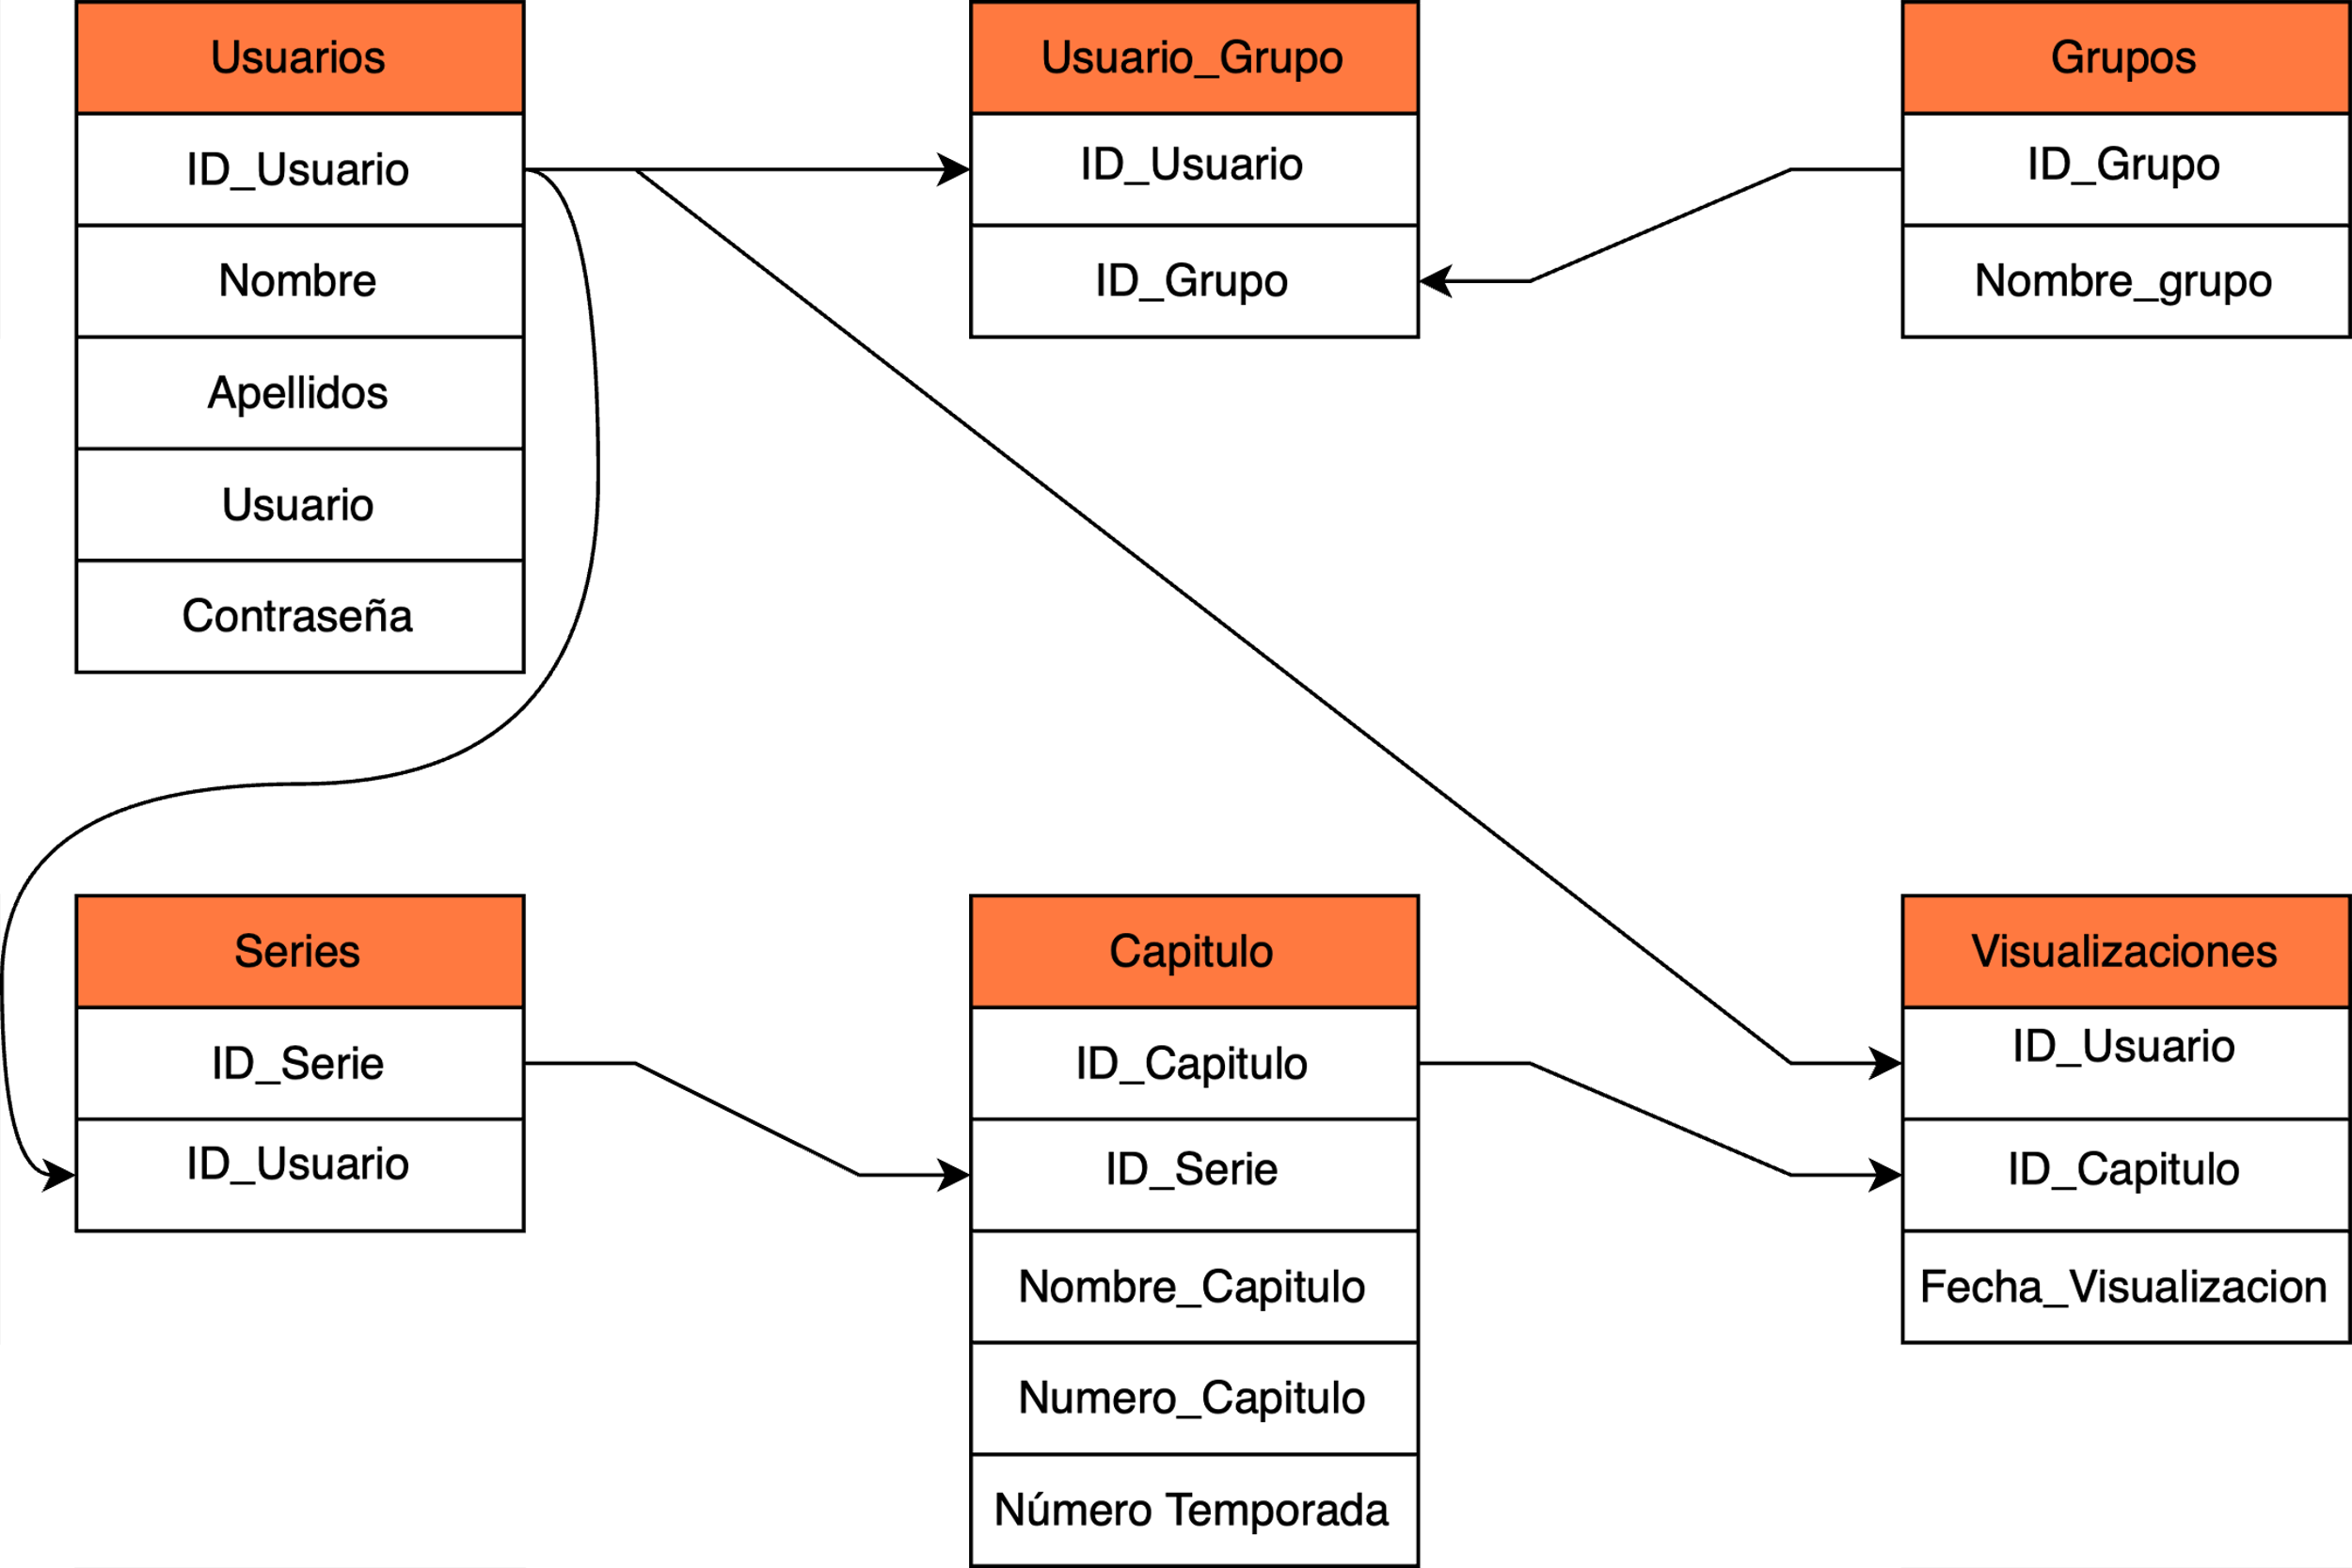 Usuarios
ID_Usuario
Nombre
Apellidos
Usuario
Contraseña
Usuario_Grupo
ID_Usuario
ID_Grupo
Grupos
ID_Grupo
Nombre_grupo
Series
ID_Serie
ID_Usuario
Capitulo
ID_Capitulo
ID_Serie
Nombre_Capitulo
Numero_Capitulo
Número Temporada
Visualizaciones
ID_Usuario
ID_Capitulo
Fecha_Visualizacion